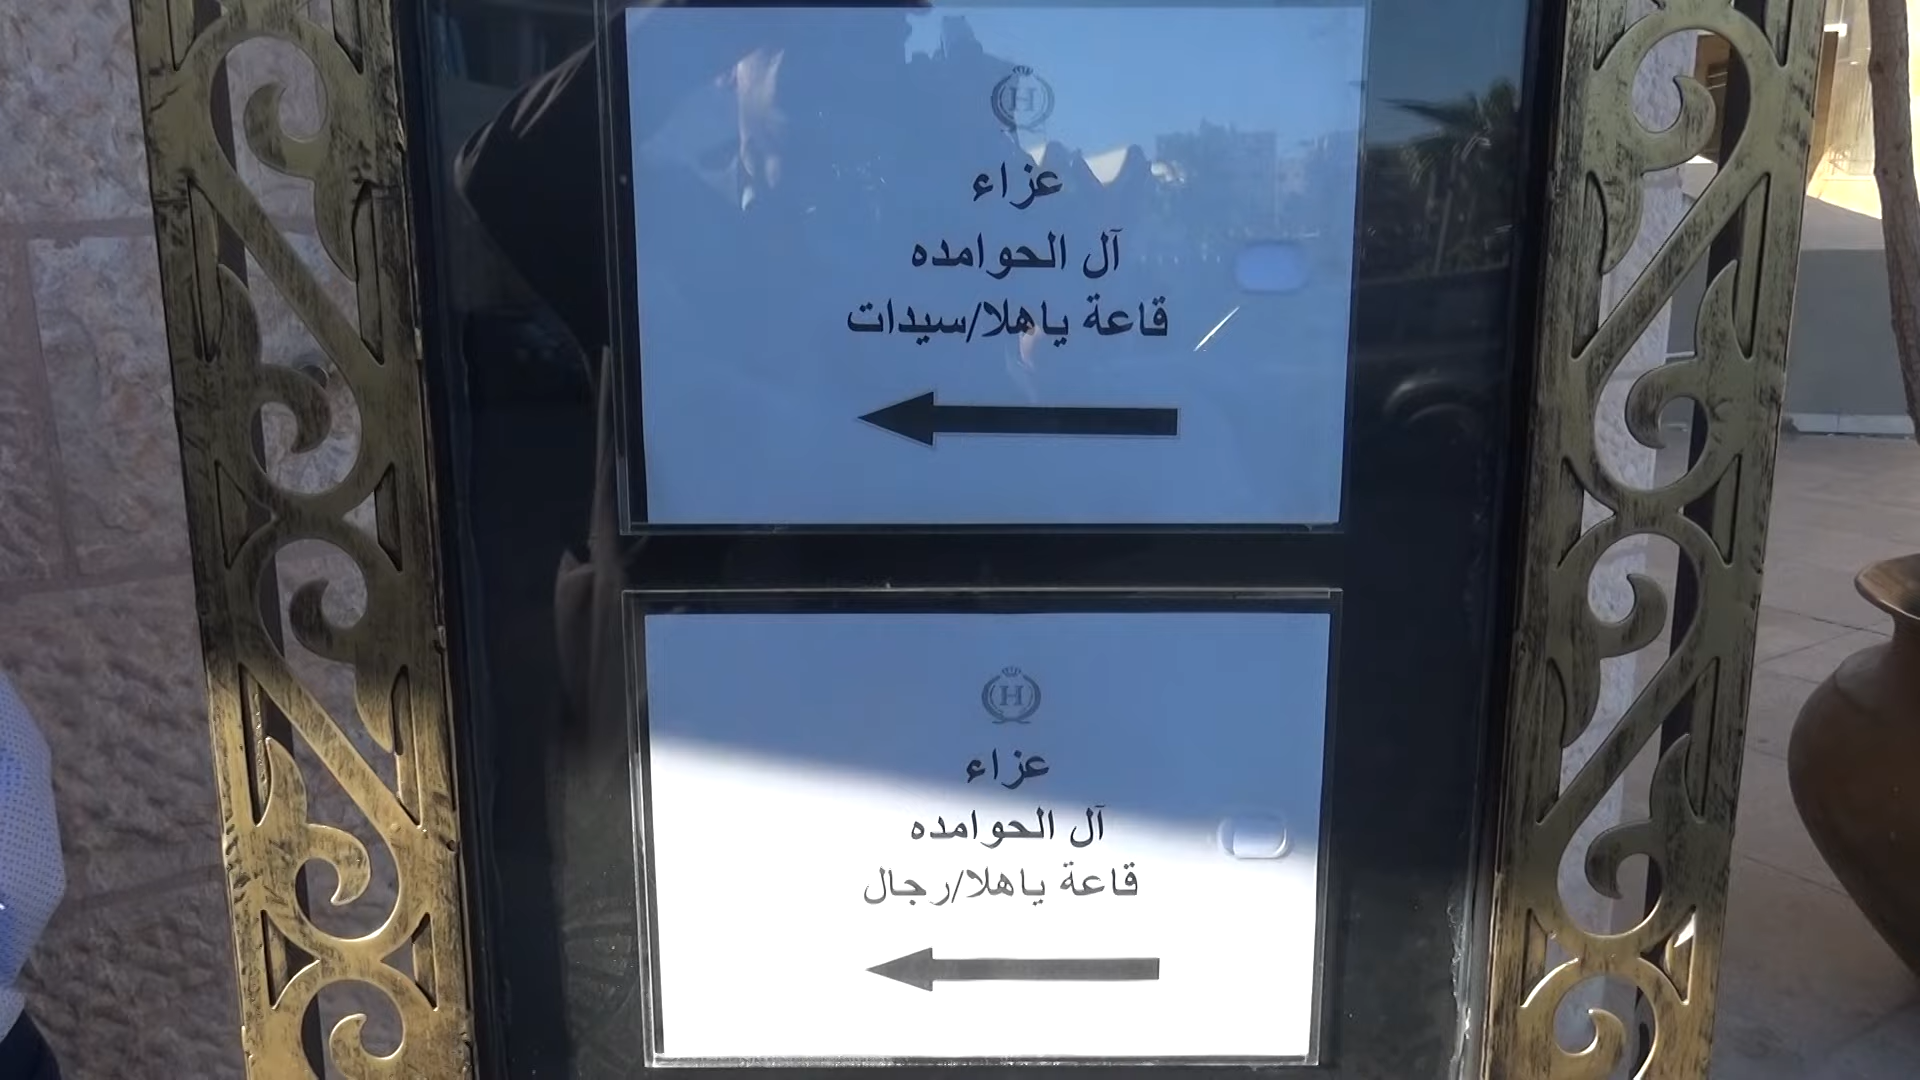 H
عزاء
آل الحوامده
قاعة ياهلا/سيدات
H
عزاء
آل الحوامده
قاعة ياهلا/رجال